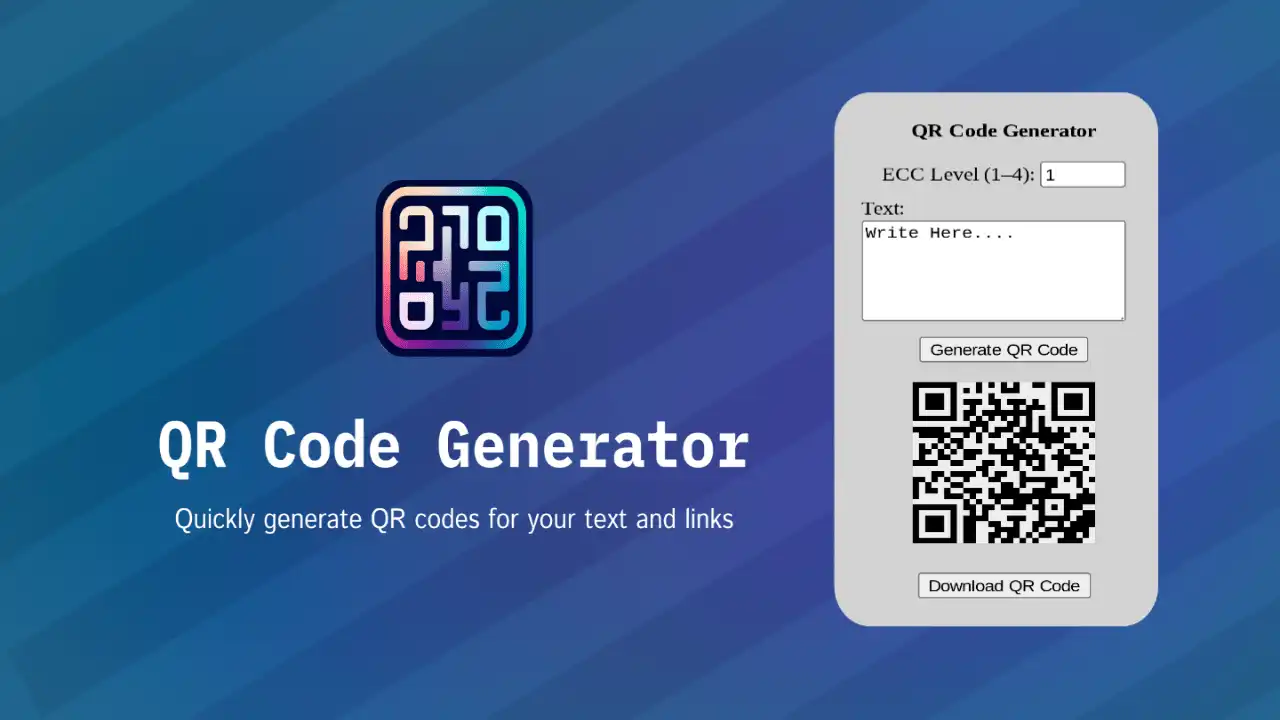 QR Code Generator
Quickly generate QR codes for your text and links
QR Code Generator
ECC Level (1–4): 1
Text:
Write Here....
Generate QR Code
Download QR Code